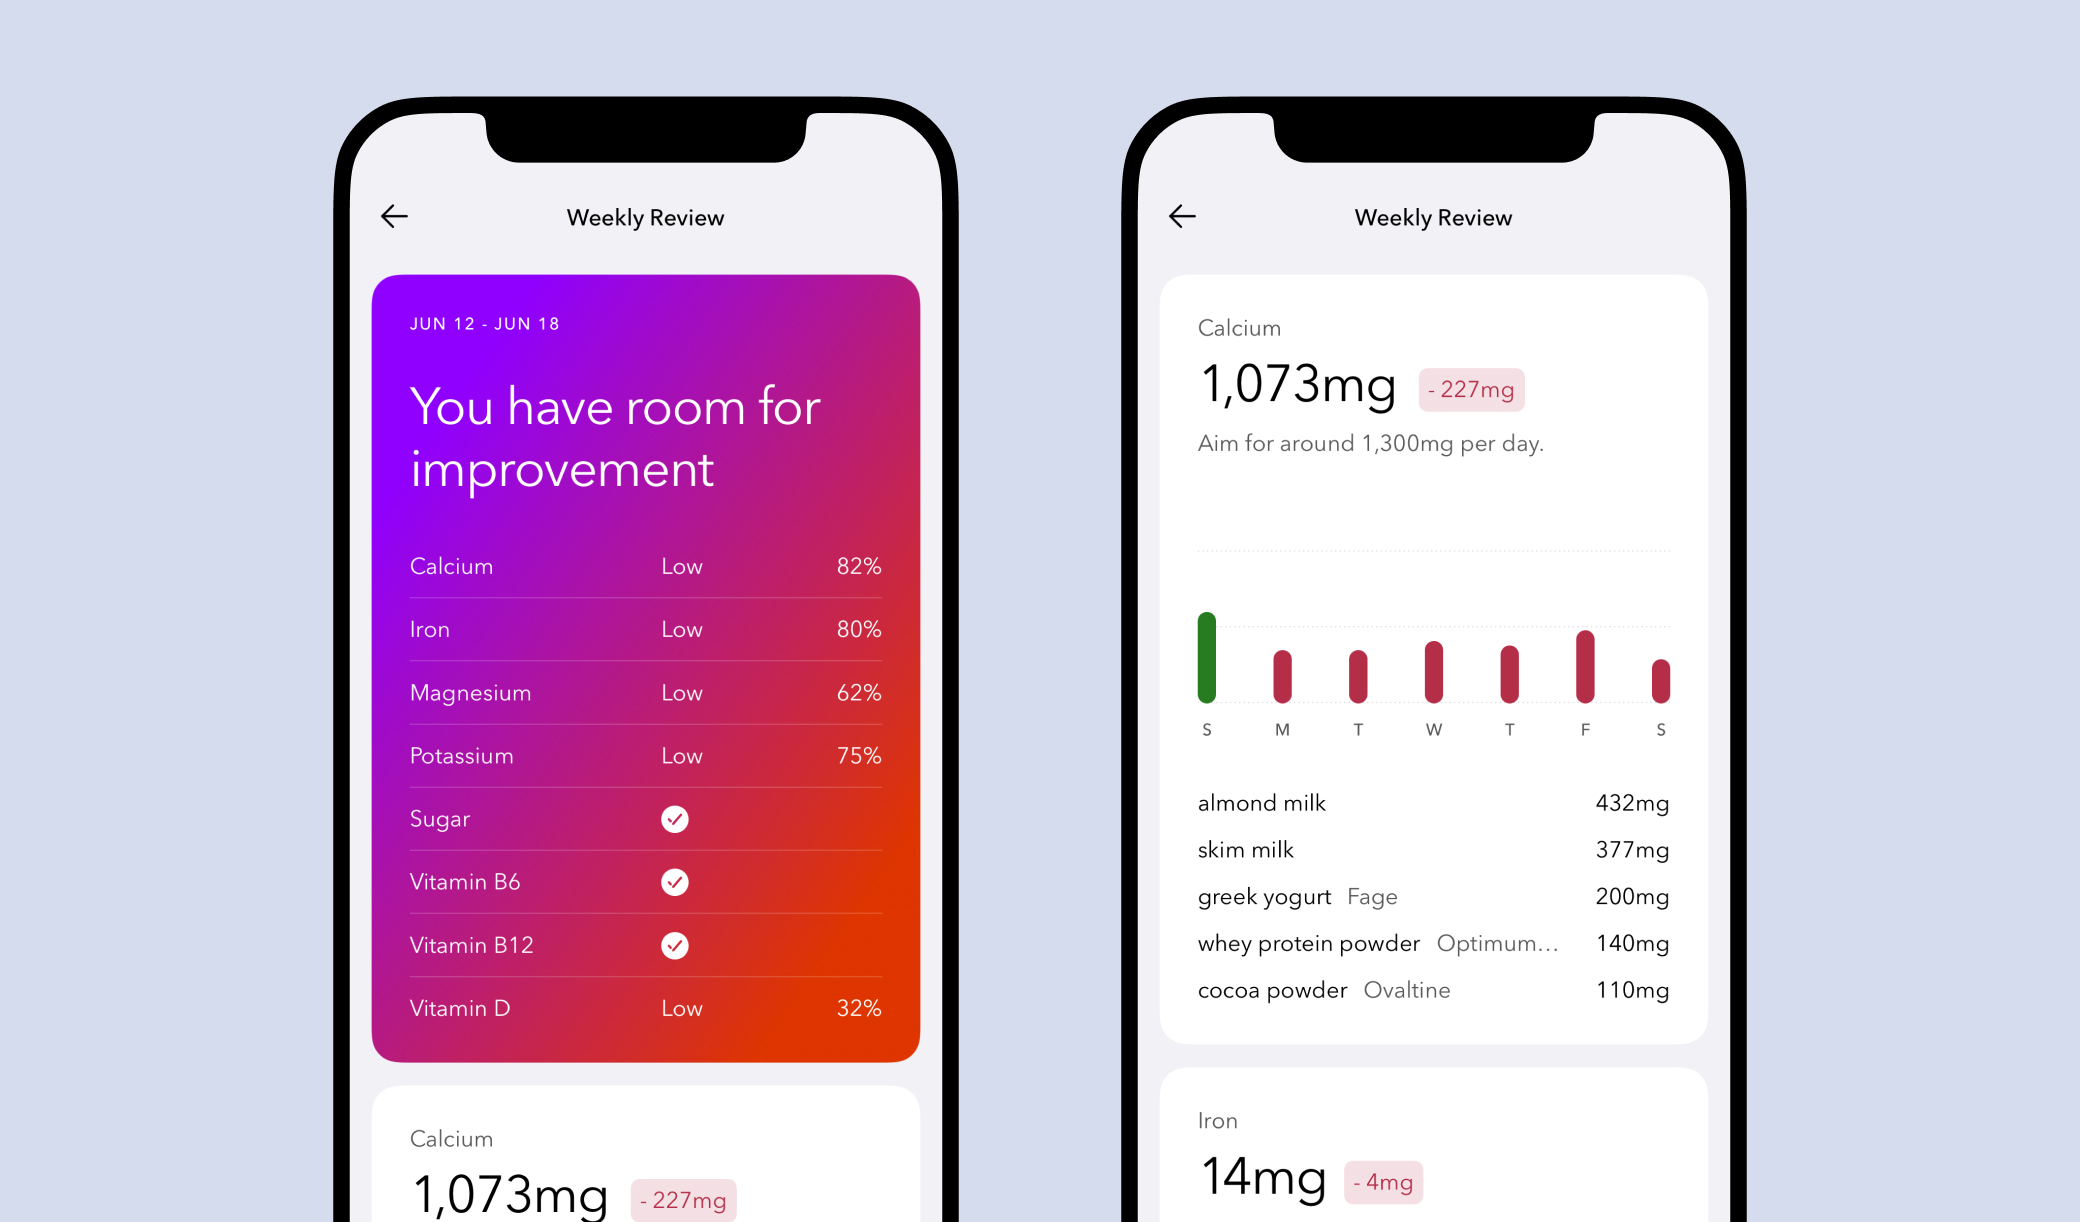 Weekly Review
JUN 12 - JUN 18
You have room for
improvement
Calcium Low 82%
Iron Low 80%
Magnesium Low 62%
Potassium Low 75%
Sugar
Vitamin B6
Vitamin B12
Vitamin D Low 32%
Calcium
1,073mg - 227mg
Weekly Review
Calcium
1,073mg - 227mg
Aim for around 1,300mg per day.
S M T W T F S
almond milk 432mg
skim milk 377mg
greek yogurt Fage 200mg
whey protein powder Optimum... 140mg
cocoa powder Ovaltine 110mg
Iron
14mg - 4mg